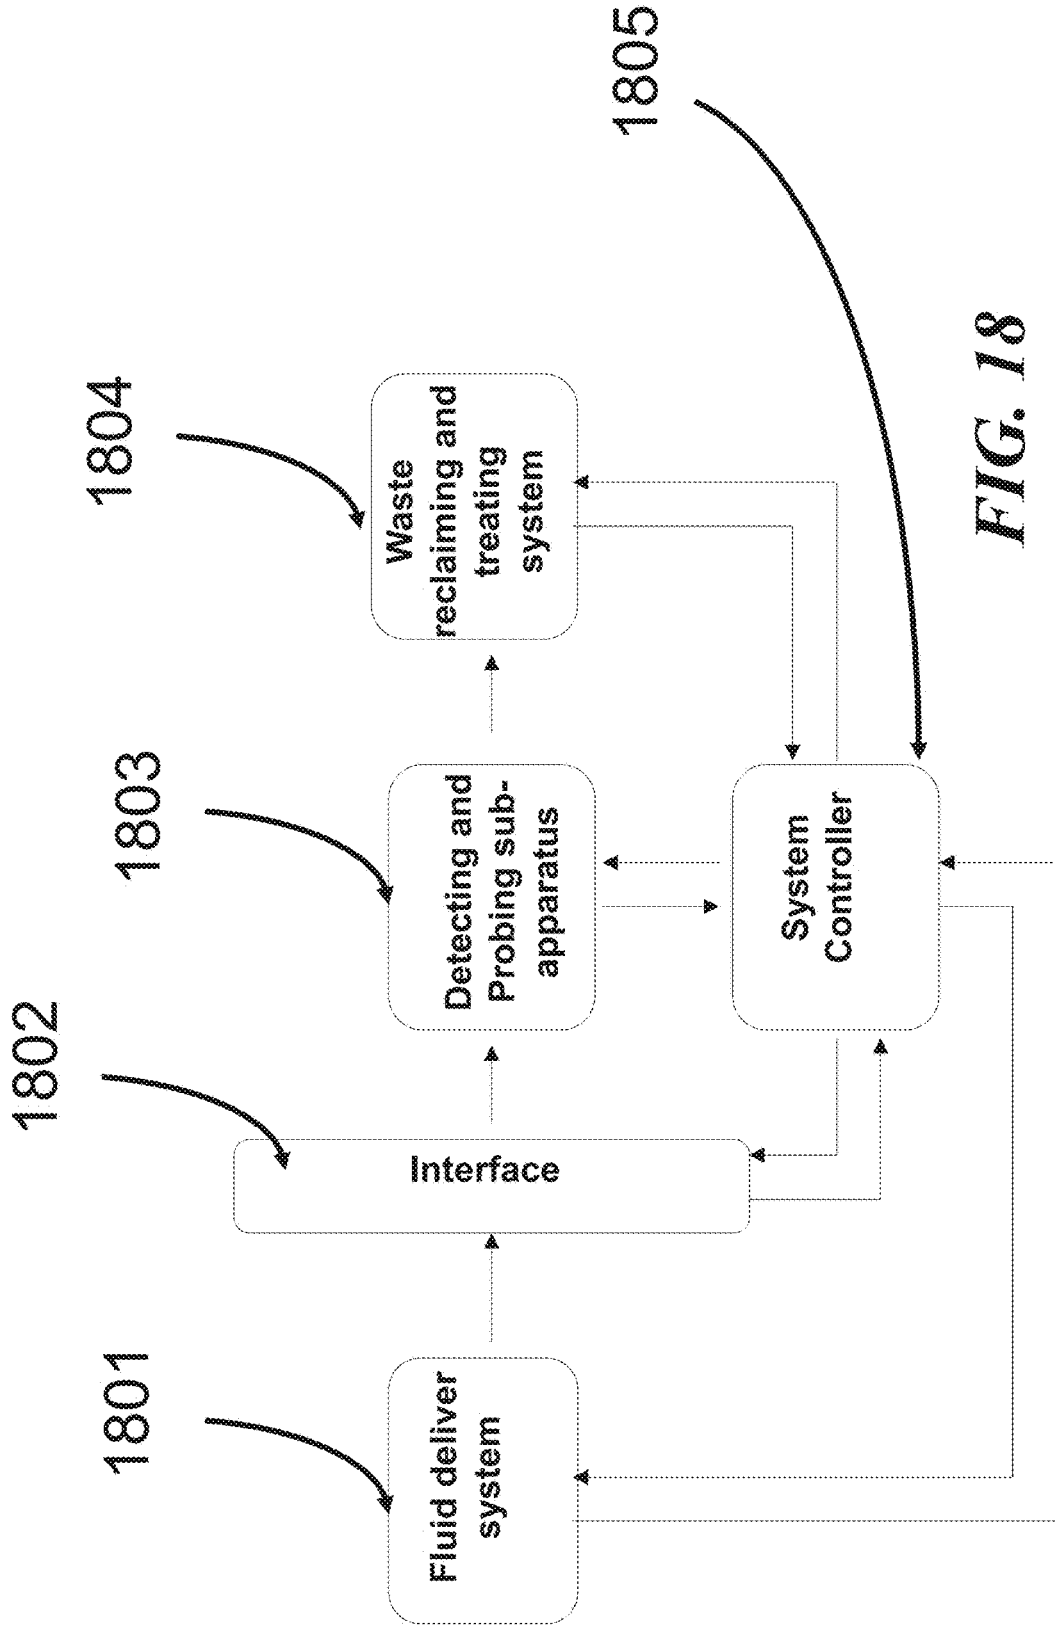 1801
1802
1803
1804
1805
Fluid deliver
system
Interface
Detecting and
Probing sub-
apparatus
Waste
reclaiming and
treating
system
System
Controller
FIG. 18